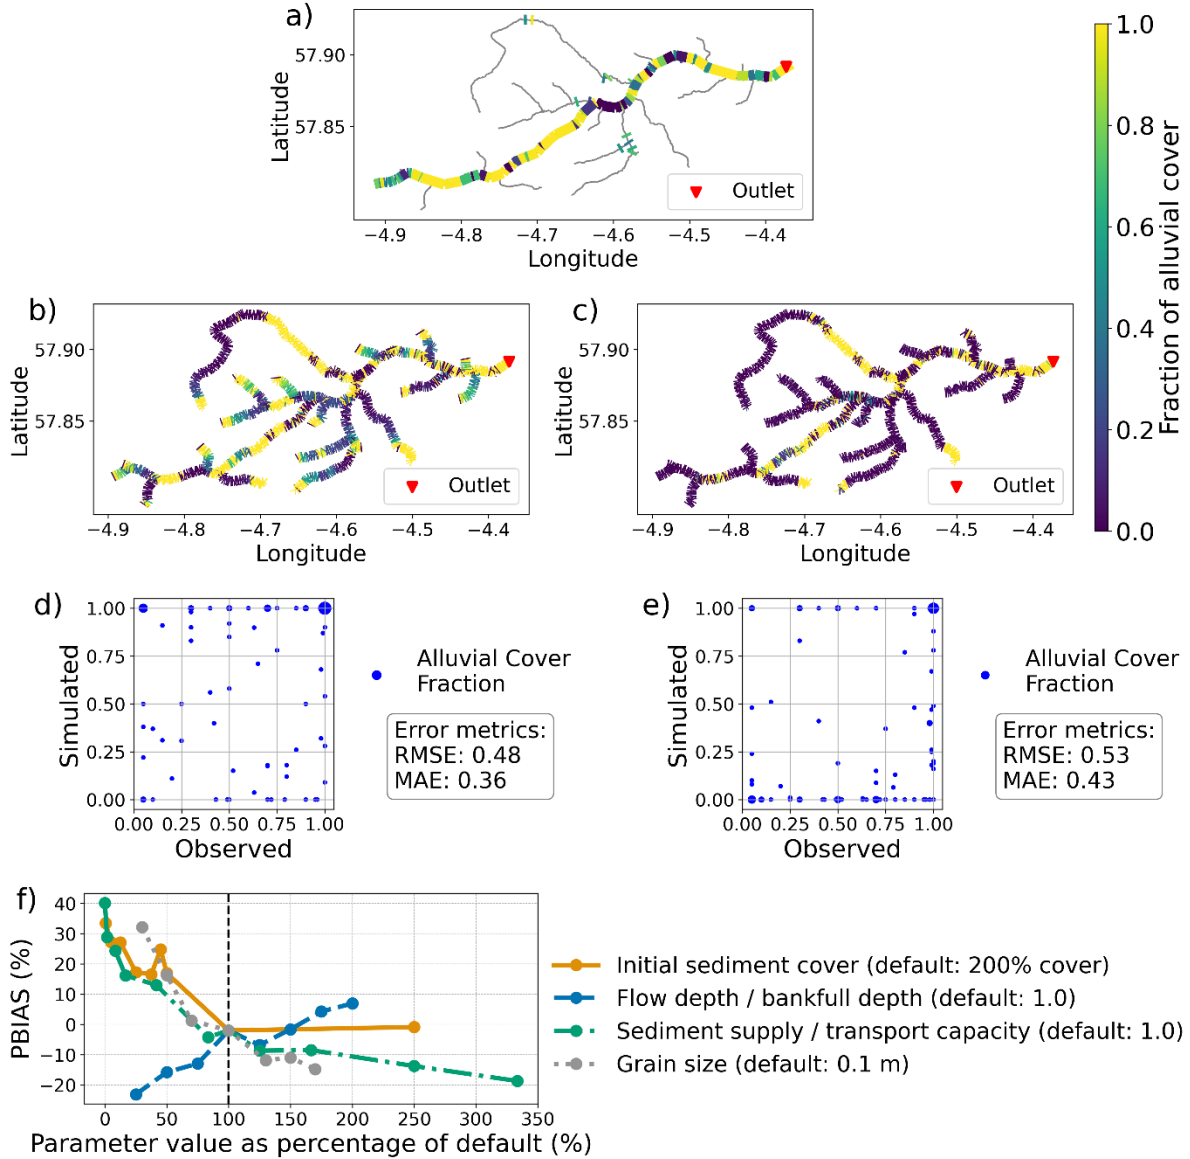 a)
Latitude
57.90
57.85
Outlet
−4.9 −4.8 −4.7 −4.6 −4.5 −4.4
Longitude
1.0
0.8
0.6
0.4
0.2
0.0
Fraction of alluvial cover
b)
Latitude
57.90
57.85
Outlet
−4.9 −4.8 −4.7 −4.6 −4.5 −4.4
Longitude
c)
Latitude
57.90
57.85
Outlet
−4.9 −4.8 −4.7 −4.6 −4.5 −4.4
Longitude
d)
Simulated
1.00
0.75
0.50
0.25
0.00
0.00 0.25 0.50 0.75 1.00
Observed
Alluvial Cover
Fraction
Error metrics:
RMSE: 0.48
MAE: 0.36
e)
Simulated
1.00
0.75
0.50
0.25
0.00
0.00 0.25 0.50 0.75 1.00
Observed
Alluvial Cover
Fraction
Error metrics:
RMSE: 0.53
MAE: 0.43
f)
PBIAS (%)
40
30
20
10
0
−10
−20
0 50 100 150 200 250 300 350
Parameter value as percentage of default (%)
Initial sediment cover (default: 200% cover)
Flow depth / bankfull depth (default: 1.0)
Sediment supply / transport capacity (default: 1.0)
Grain size (default: 0.1 m)